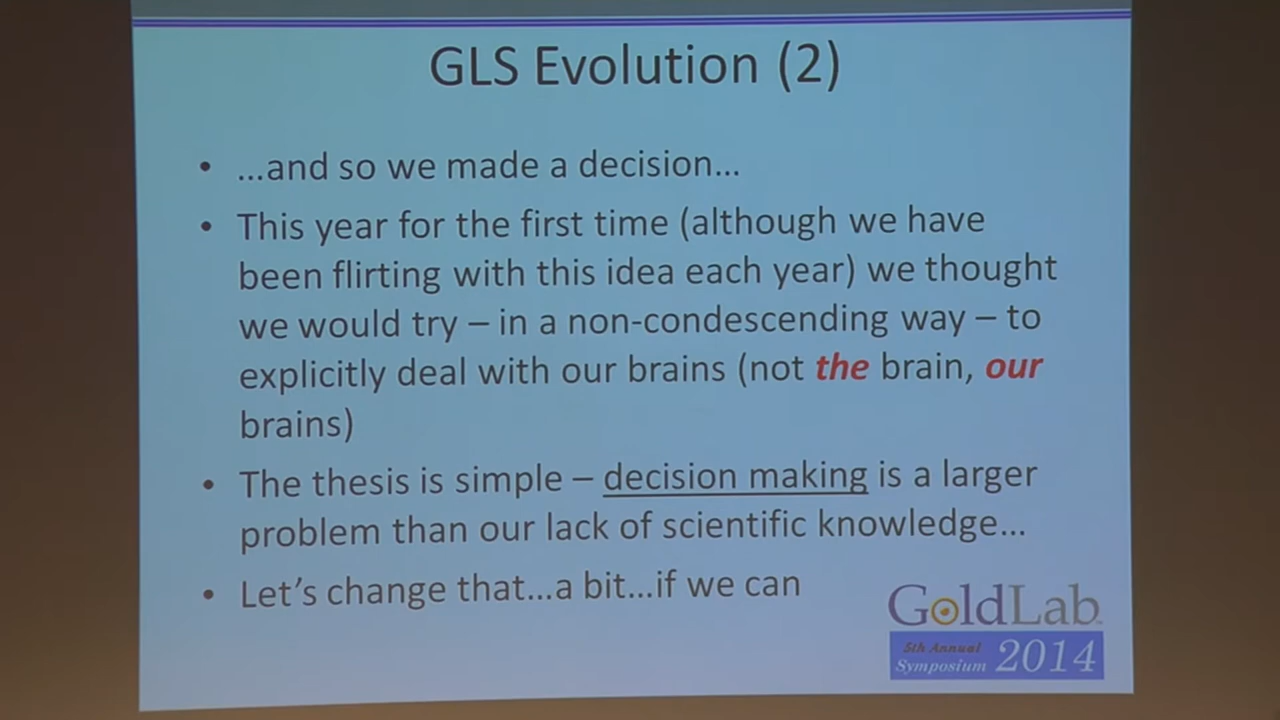 GLS Evolution (2)
• …and so we made a decision…
• This year for the first time (although we have
been flirting with this idea each year) we thought
we would try – in a non-condescending way – to
explicitly deal with our brains (not the brain, our
brains)
• The thesis is simple – decision making is a larger
problem than our lack of scientific knowledge…
• Let's change that…a bit…if we can
GoldLab
5th Annual
Symposium 2014